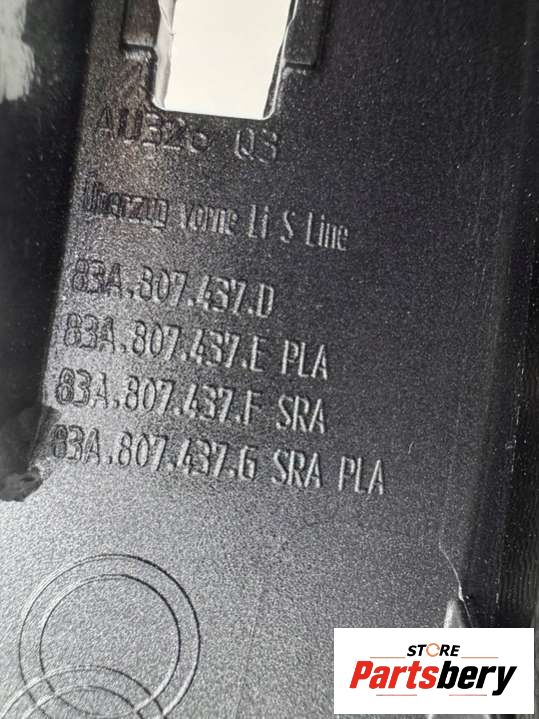 AU326 Q3
Überzug vorne Li S Line
83A.807.437.D
83A.807.437.E PLA
83A.807.437.F SRA
83A.807.437.G SRA PLA
STORE
Partsbery